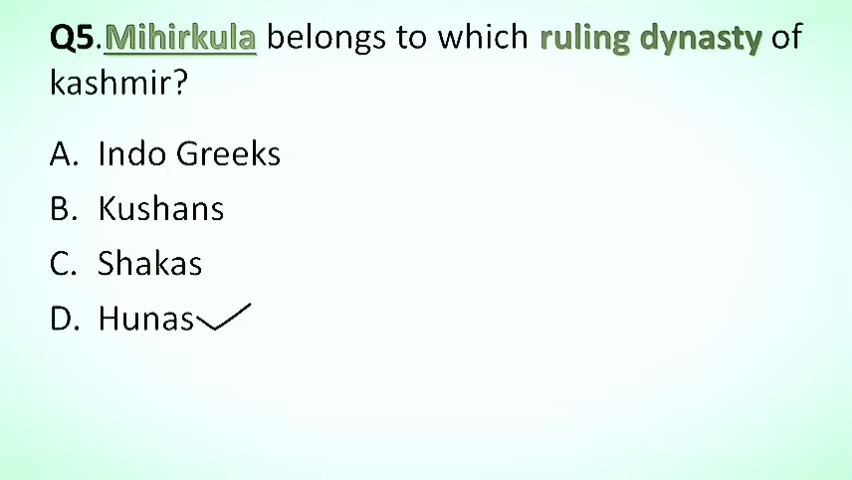 Q5.Mihirkula belongs to which ruling dynasty of
kashmir?
A. Indo Greeks
B. Kushans
C. Shakas
D. Hunas